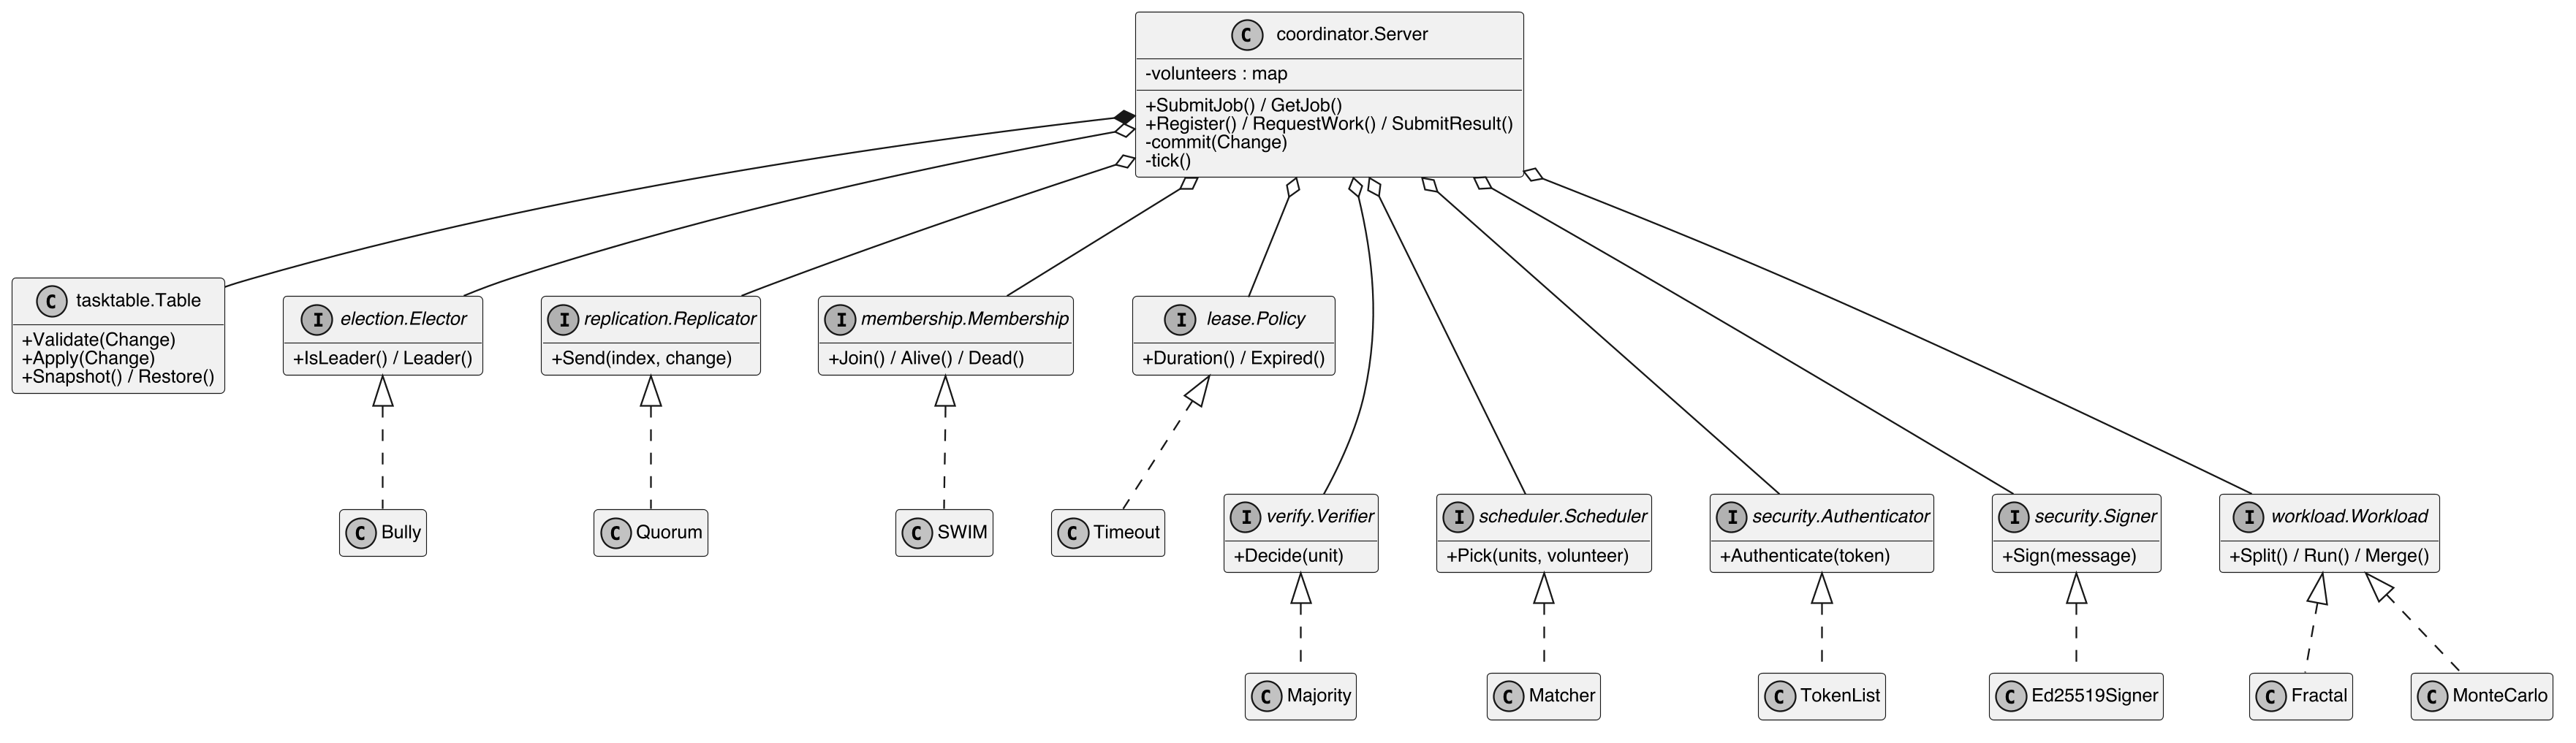 C coordinator.Server
-volunteers : map
+SubmitJob() / GetJob()
+Register() / RequestWork() / SubmitResult()
-commit(Change)
-tick()
C tasktable.Table
+Validate(Change)
+Apply(Change)
+Snapshot() / Restore()
I election.Elector
+IsLeader() / Leader()
I replication.Replicator
+Send(index, change)
I membership.Membership
+Join() / Alive() / Dead()
I lease.Policy
+Duration() / Expired()
C Bully
C Quorum
C SWIM
C Timeout
I verify.Verifier
+Decide(unit)
I scheduler.Scheduler
+Pick(units, volunteer)
I security.Authenticator
+Authenticate(token)
I security.Signer
+Sign(message)
I workload.Workload
+Split() / Run() / Merge()
C Majority
C Matcher
C TokenList
C Ed25519Signer
C Fractal
C MonteCarlo